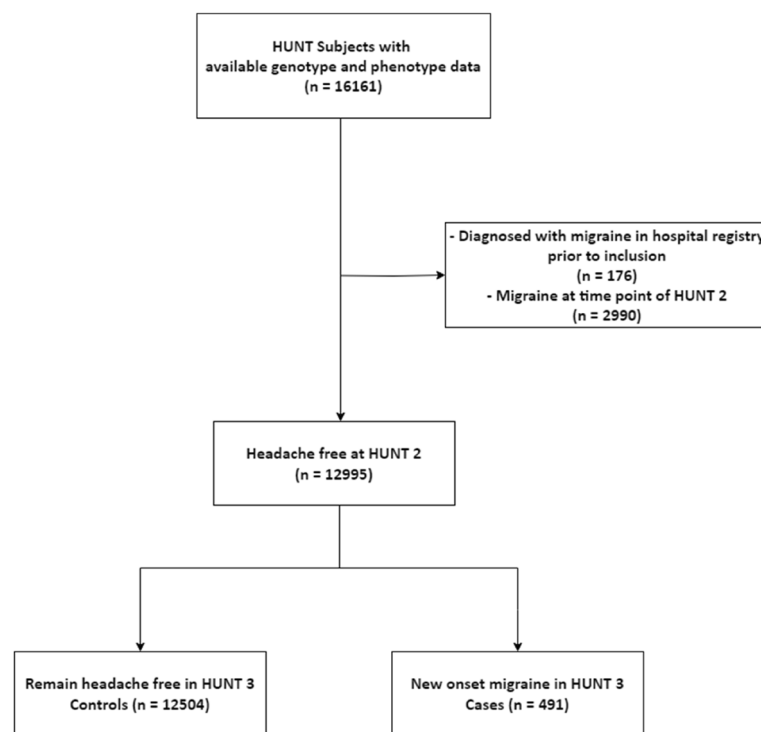 HUNT Subjects with
available genotype and phenotype data
(n = 16161)
- Diagnosed with migraine in hospital registry
prior to inclusion
(n = 176)
- Migraine at time point of HUNT 2
(n = 2990)
Headache free at HUNT 2
(n = 12995)
Remain headache free in HUNT 3
Controls (n = 12504)
New onset migraine in HUNT 3
Cases (n = 491)